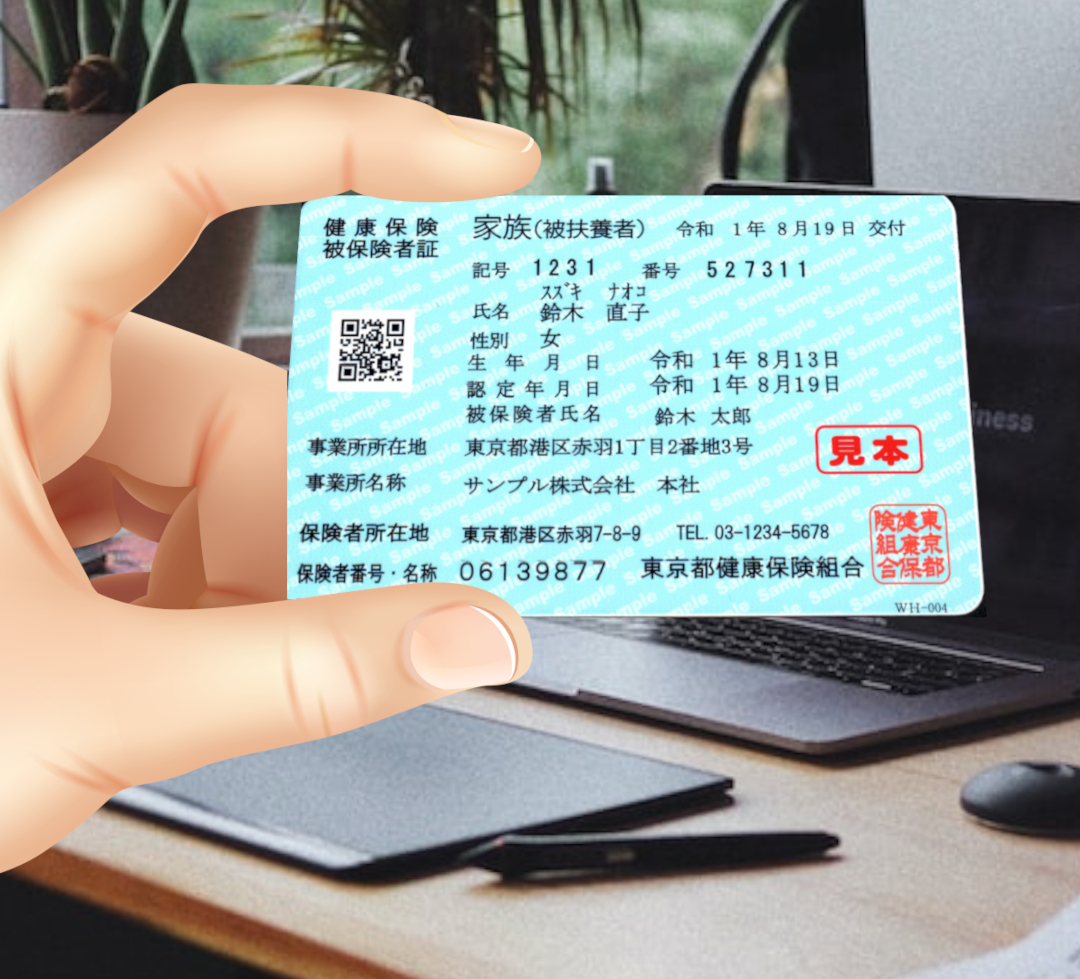 健康保険
被保険者証
家族(被扶養者) 令和 1年 8月19日 交付
記号 1231 番号 527311
ｽｽﾞｷ ﾅｵｺ
氏名 鈴木 直子
性別 女
生年月日 令和 1年 8月13日
認定年月日 令和 1年 8月19日
被保険者氏名 鈴木 太郎
事業所所在地 東京都港区赤羽1丁目2番地3号
見本
事業所名称 サンプル株式会社 本社
保険者所在地 東京都港区赤羽7-8-9 TEL. 03-1234-5678
保険者番号・名称 06139877 東京都健康保険組合
東京都
健康保
険組合
WH-004
Sample
iness